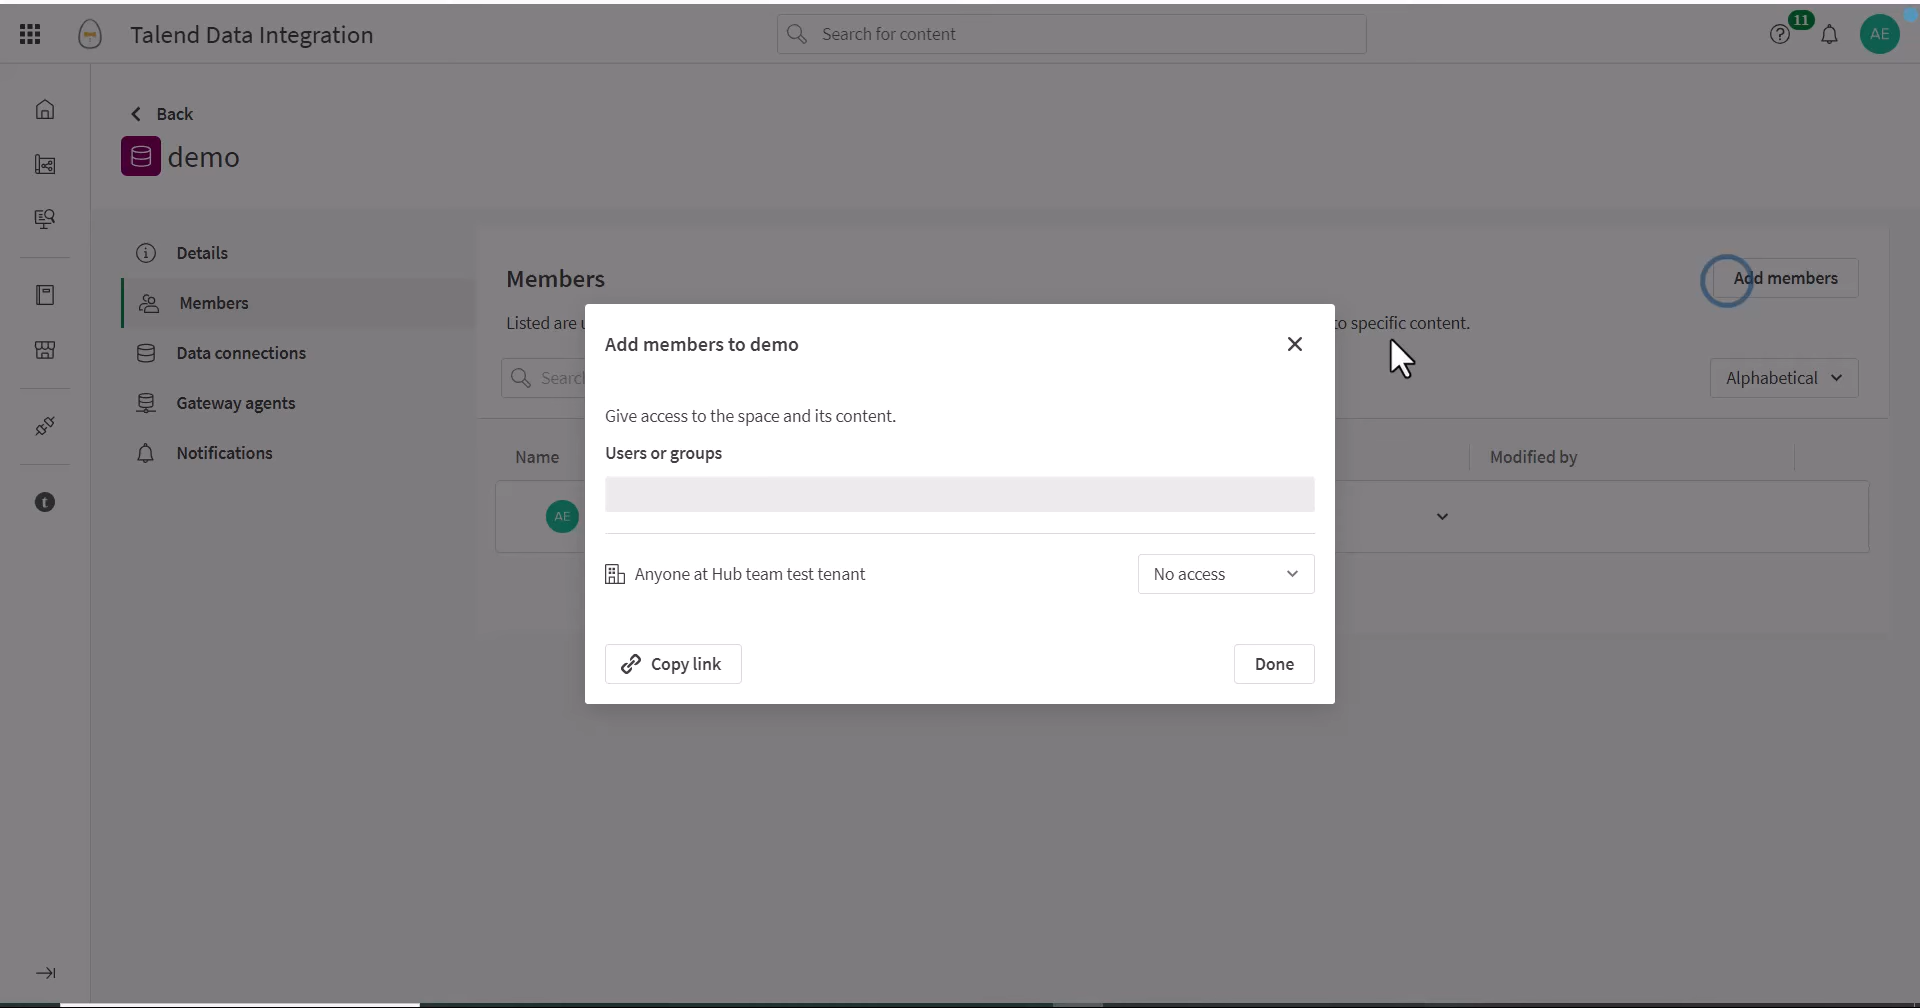 Talend Data Integration
Search for content
11
AE
Back
demo
Details
Members
Data connections
Gateway agents
Notifications
t
Members
Add members
Listed are
to specific content.
Search
Alphabetical
Name
Modified by
AE
Add members to demo
Give access to the space and its content.
Users or groups
Anyone at Hub team test tenant
No access
Copy link
Done